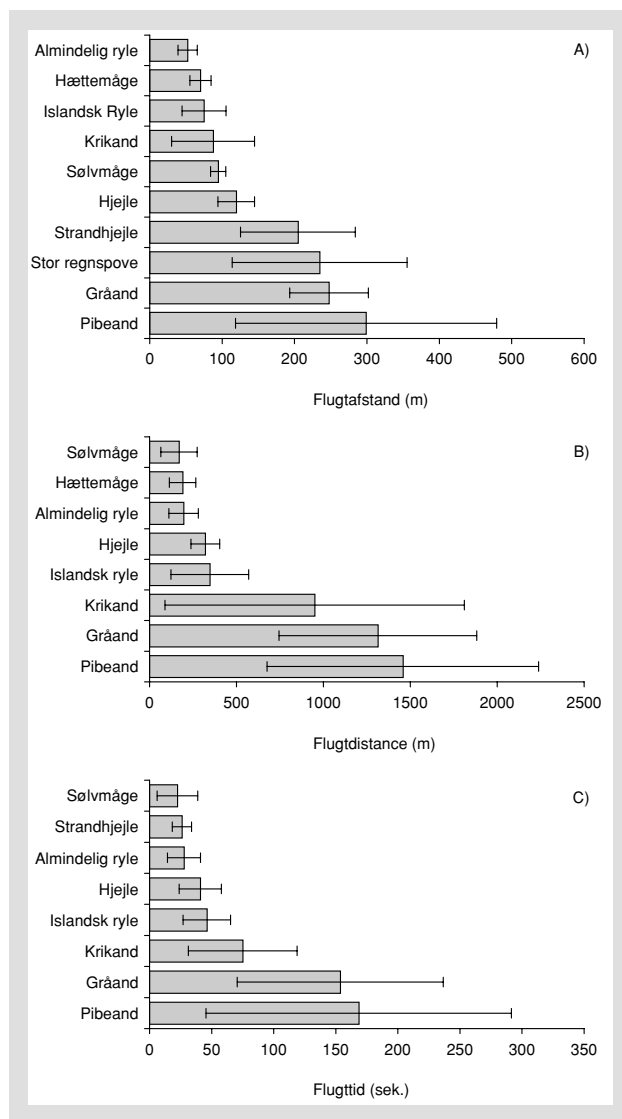 A)
Almindelig ryle
Hættemåge
Islandsk Ryle
Krikand
Sølvmåge
Hjejle
Strandhjejle
Stor regnspove
Gråand
Pibeand
0 100 200 300 400 500 600
Flugtafstand (m)
B)
Sølvmåge
Hættemåge
Almindelig ryle
Hjejle
Islandsk ryle
Krikand
Gråand
Pibeand
0 500 1000 1500 2000 2500
Flugtdistance (m)
C)
Sølvmåge
Strandhjejle
Almindelig ryle
Hjejle
Islandsk ryle
Krikand
Gråand
Pibeand
0 50 100 150 200 250 300 350
Flugttid (sek.)